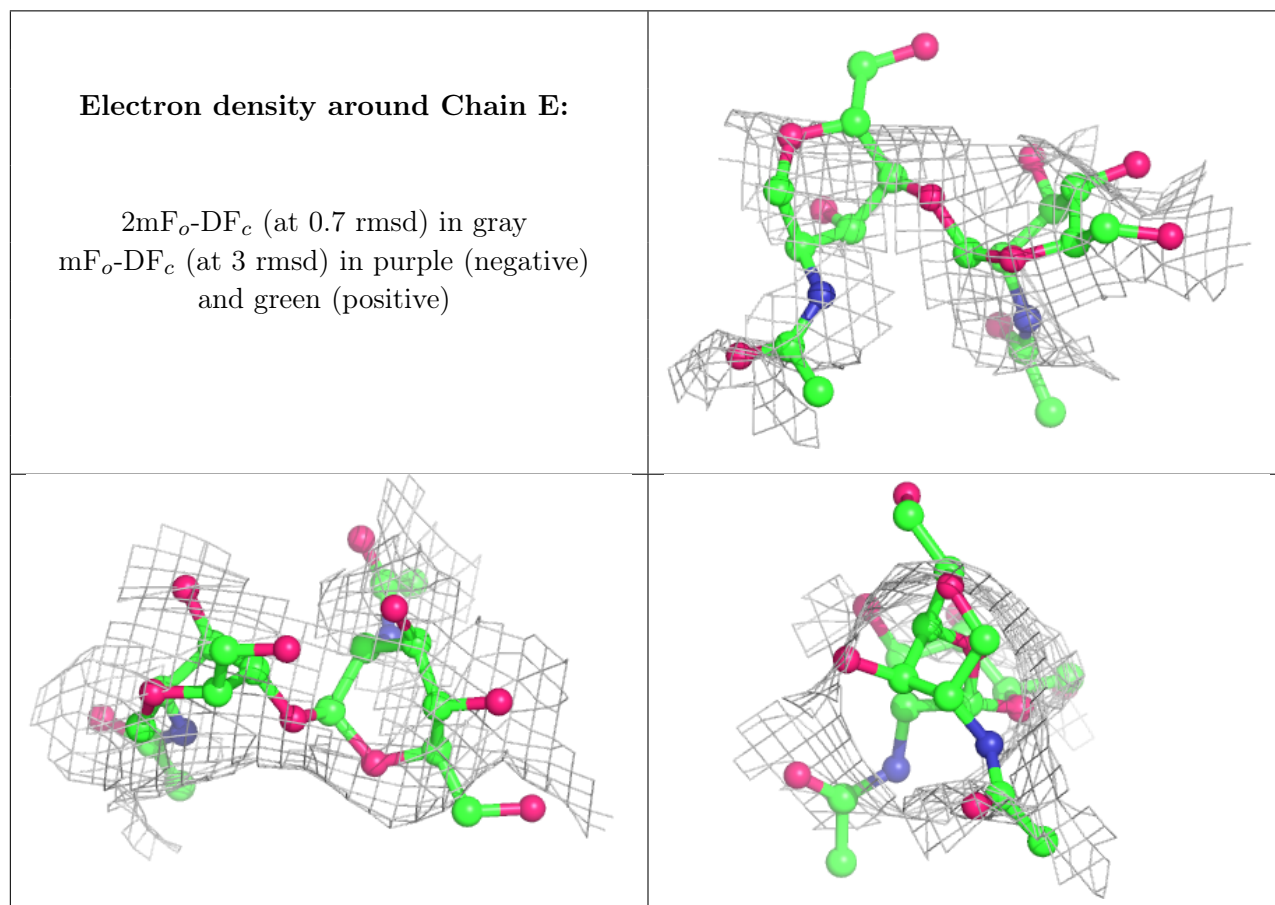 Electron density around Chain E:
2mFo-DFc (at 0.7 rmsd) in gray
mFo-DFc (at 3 rmsd) in purple (negative)
and green (positive)